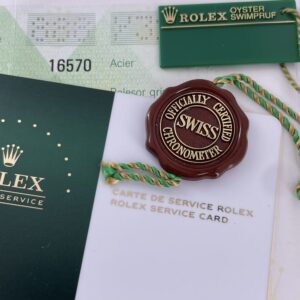 ROLEX
OYSTER
SWIMPRUF
16570
Acier
OFFICIALLY CERTIFIED
SWISS
CHRONOMETER
ROLEX
SERVICE
CARTE DE SERVICE ROLEX
ROLEX SERVICE CARD